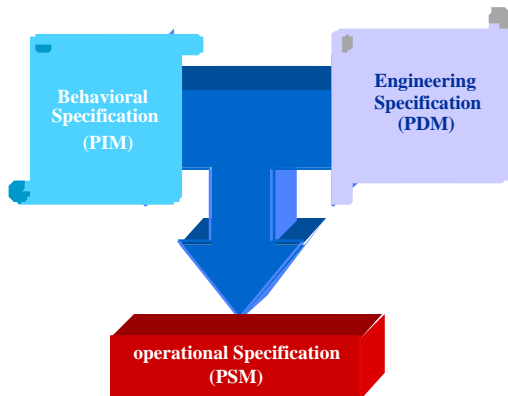 Behavioral
Specification
(PIM)
Engineering
Specification
(PDM)
operational Specification
(PSM)